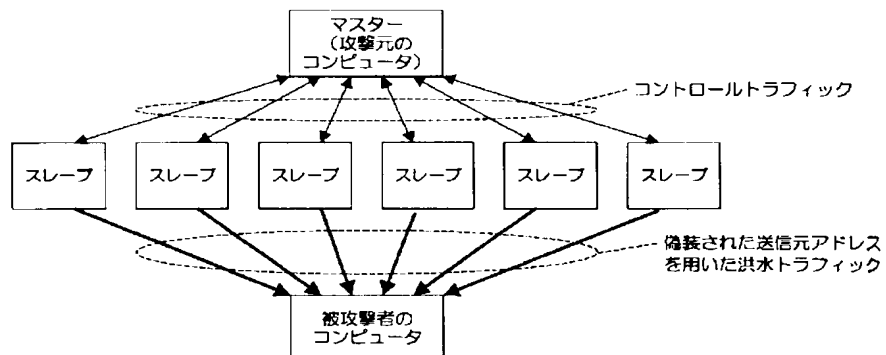 マスター
（攻撃元の
コンピュータ）
コントロールトラフィック
スレーブ
スレーブ
スレーブ
スレーブ
スレーブ
スレーブ
偽装された送信元アドレス
を用いた洪水トラフィック
被攻撃者の
コンピュータ